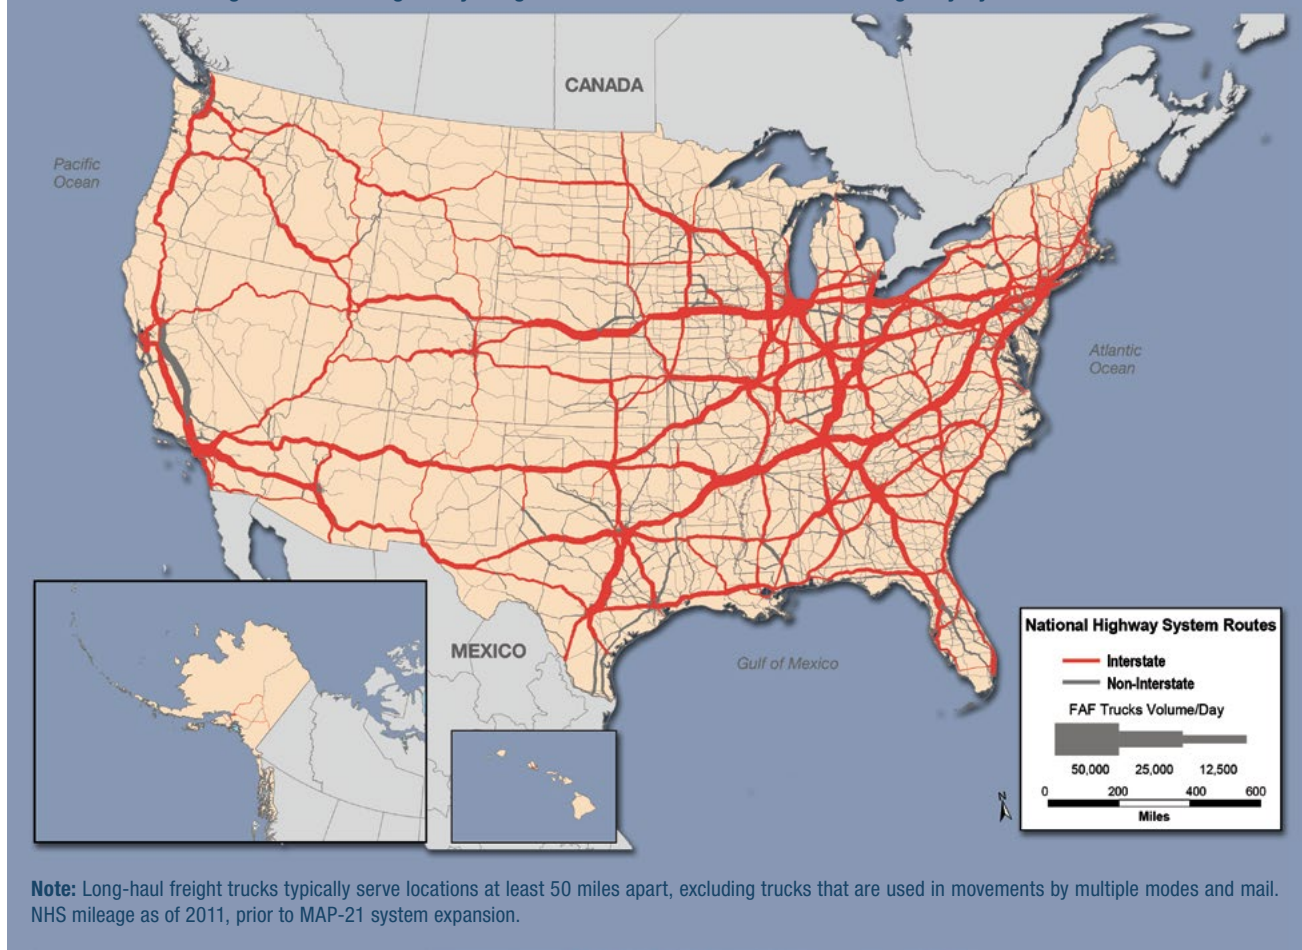 CANADA
Pacific
Ocean
Atlantic
Ocean
MEXICO
Gulf of Mexico
National Highway System Routes
Interstate
Non-Interstate
FAF Trucks Volume/Day
50,000 25,000 12,500
N
0 200 400 600
Miles
Note: Long-haul freight trucks typically serve locations at least 50 miles apart, excluding trucks that are used in movements by multiple modes and mail.
NHS mileage as of 2011, prior to MAP-21 system expansion.